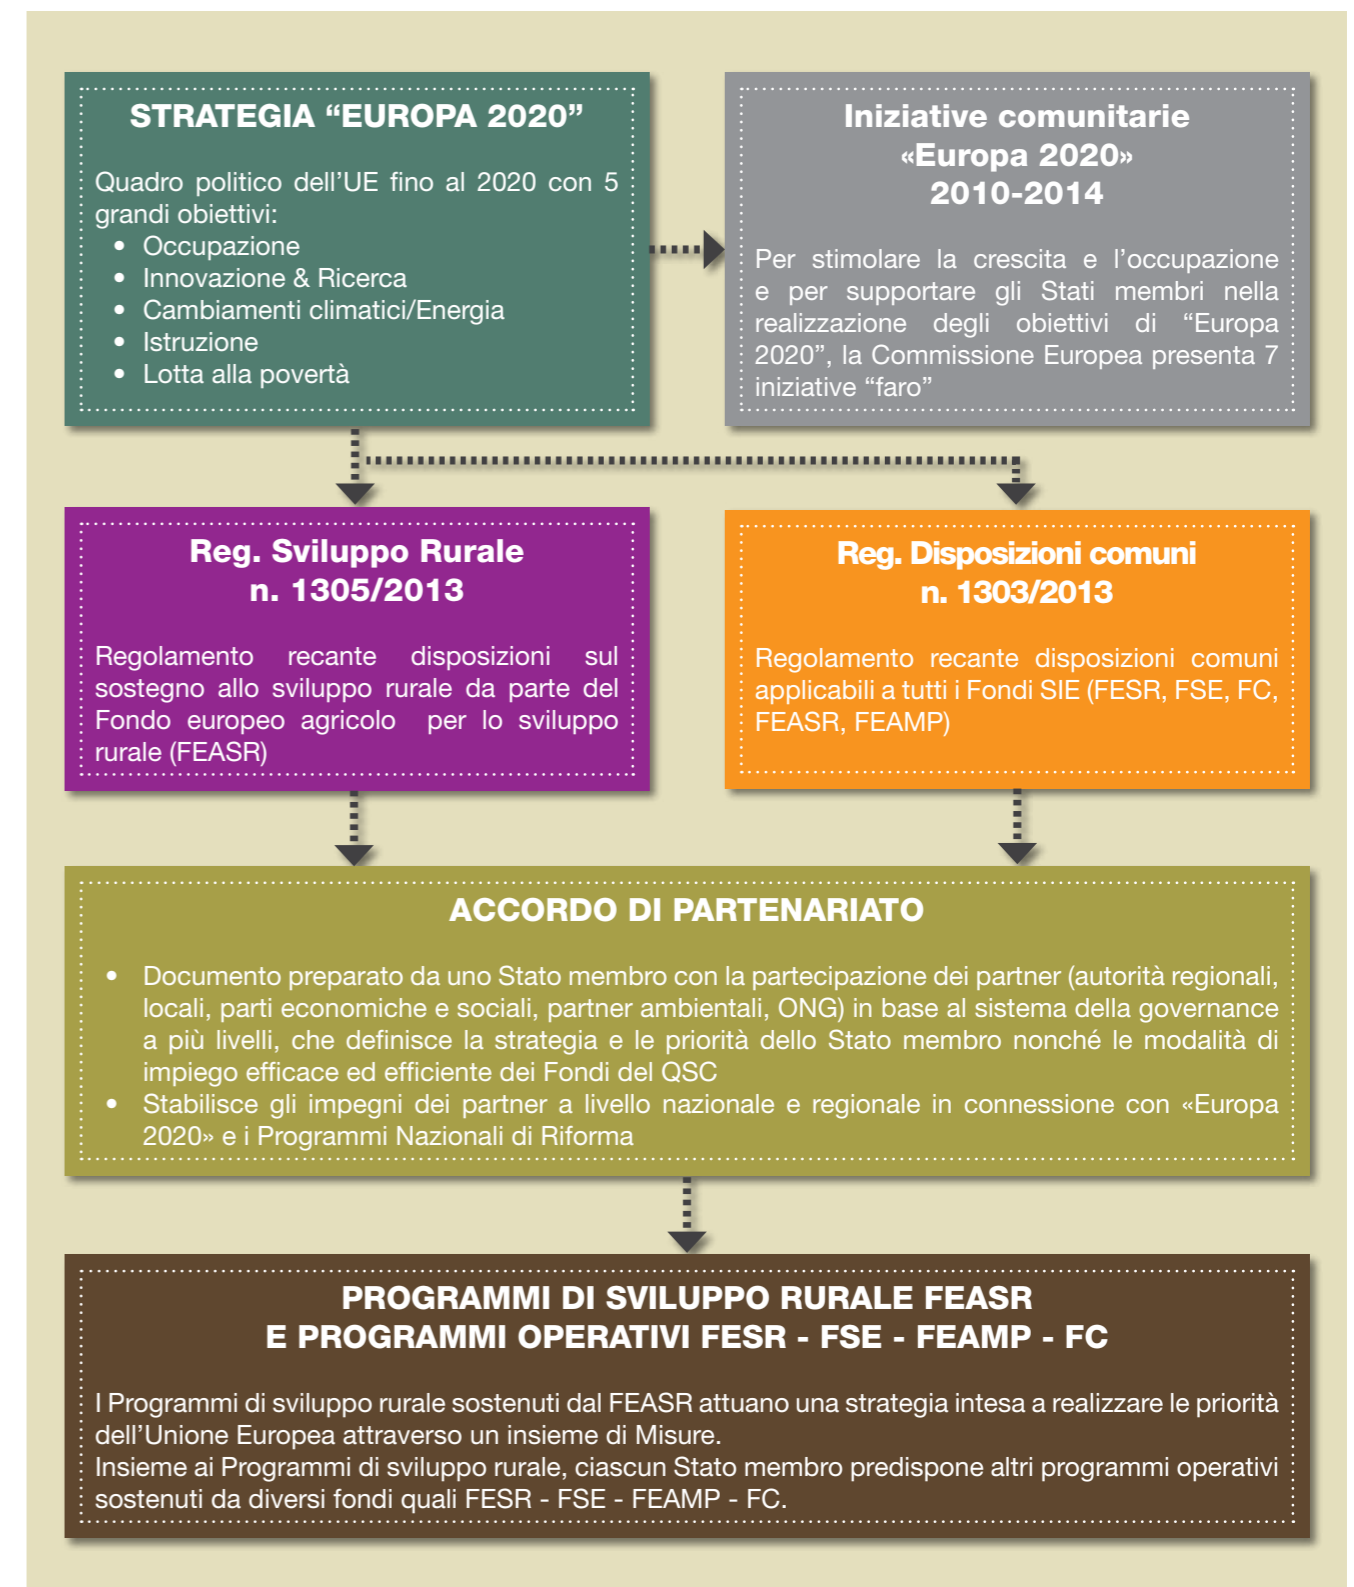 STRATEGIA “EUROPA 2020”
Quadro politico dell’UE fino al 2020 con 5
grandi obiettivi:
• Occupazione
• Innovazione & Ricerca
• Cambiamenti climatici/Energia
• Istruzione
• Lotta alla povertà
Iniziative comunitarie
«Europa 2020»
2010-2014
Per stimolare la crescita e l’occupazione
e per supportare gli Stati membri nella
realizzazione degli obiettivi di “Europa
2020”, la Commissione Europea presenta 7
iniziative “faro”
Reg. Sviluppo Rurale
n. 1305/2013
Regolamento recante disposizioni sul
sostegno allo sviluppo rurale da parte del
Fondo europeo agricolo per lo sviluppo
rurale (FEASR)
Reg. Disposizioni comuni
n. 1303/2013
Regolamento recante disposizioni comuni
applicabili a tutti i Fondi SIE (FESR, FSE, FC,
FEASR, FEAMP)
ACCORDO DI PARTENARIATO
• Documento preparato da uno Stato membro con la partecipazione dei partner (autorità regionali,
locali, parti economiche e sociali, partner ambientali, ONG) in base al sistema della governance
a più livelli, che definisce la strategia e le priorità dello Stato membro nonché le modalità di
impiego efficace ed efficiente dei Fondi del QSC
• Stabilisce gli impegni dei partner a livello nazionale e regionale in connessione con «Europa
2020» e i Programmi Nazionali di Riforma
PROGRAMMI DI SVILUPPO RURALE FEASR
E PROGRAMMI OPERATIVI FESR - FSE - FEAMP - FC
I Programmi di sviluppo rurale sostenuti dal FEASR attuano una strategia intesa a realizzare le priorità
dell’Unione Europea attraverso un insieme di Misure.
Insieme ai Programmi di sviluppo rurale, ciascun Stato membro predispone altri programmi operativi
sostenuti da diversi fondi quali FESR - FSE - FEAMP - FC.